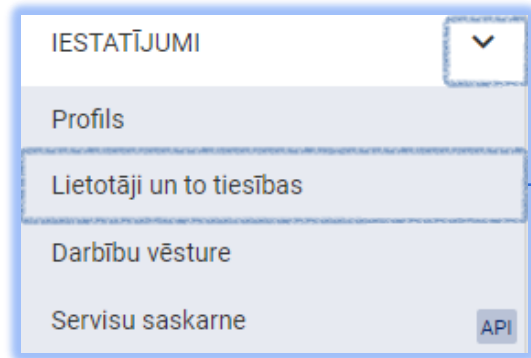 IESTATĪJUMI
Profils
Lietotāji un to tiesības
Darbību vēsture
Servisu saskarne API